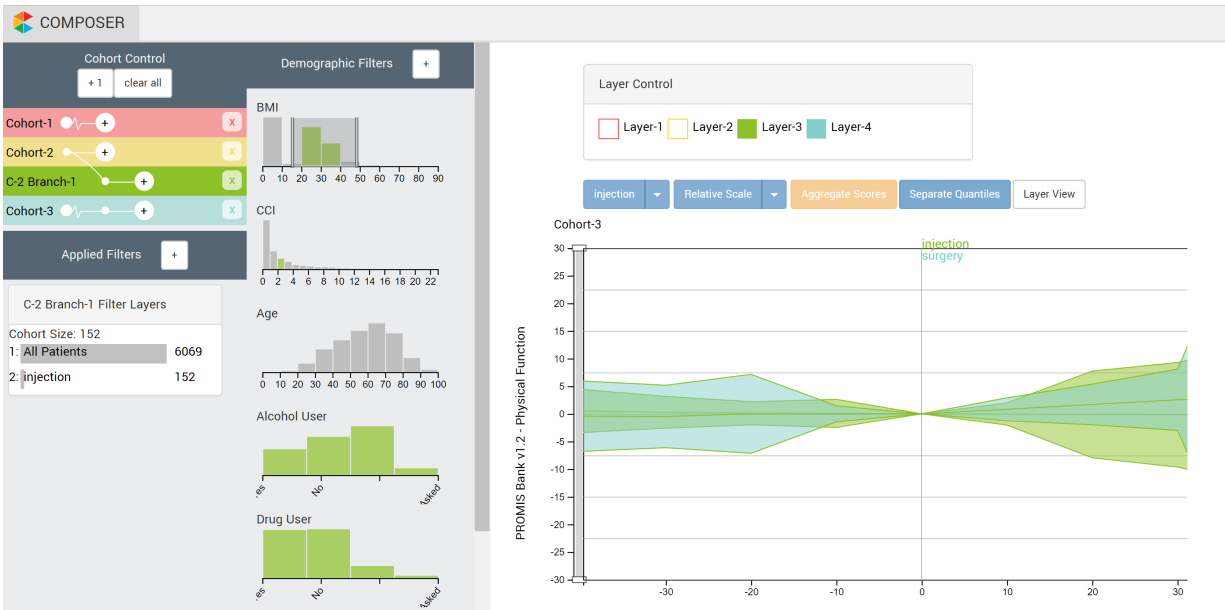 COMPOSER
Cohort Control
+ 1 clear all
Cohort-1 + X
Cohort-2 + X
C-2 Branch-1 + X
Cohort-3 + X
Applied Filters +
C-2 Branch-1 Filter Layers
Cohort Size: 152
1: All Patients 6069
2: injection 152
Demographic Filters +
BMI
0 10 20 30 40 50 60 70 80 90
CCI
0 2 4 6 8 10 12 14 16 18 20 22
Age
0 10 20 30 40 50 60 70 80 90 100
Alcohol User
es No Asked
Drug User
es No Asked
Layer Control
Layer-1 Layer-2 Layer-3 Layer-4
injection Relative Scale Aggregate Scores Separate Quantiles Layer View
Cohort-3
injection
surgery
PROMIS Bank v1.2 - Physical Function
30
25
20
15
10
5
0
-5
-10
-15
-20
-25
-30
-30 -20 -10 0 10 20 30